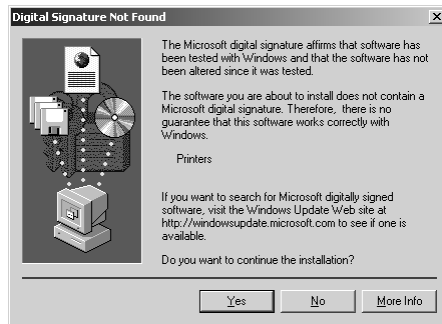 Digital Signature Not Found
The Microsoft digital signature affirms that software has
been tested with Windows and that the software has not
been altered since it was tested.
The software you are about to install does not contain a
Microsoft digital signature. Therefore, there is no
guarantee that this software works correctly with
Windows.
Printers
If you want to search for Microsoft digitally signed
software, visit the Windows Update Web site at
http://windowsupdate.microsoft.com to see if one is
available.
Do you want to continue the installation?
Yes No More Info